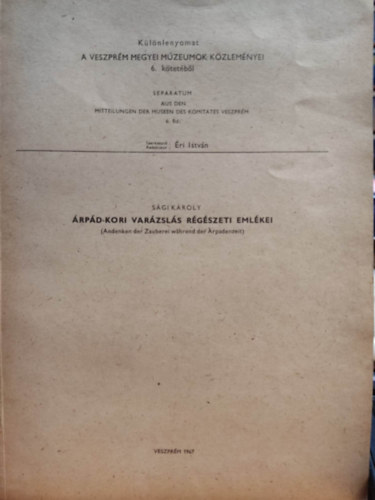 Különlenyomat
A VESZPRÉM MEGYEI MÚZEUMOK KÖZLEMÉNYEI
6. kötetéből
SEPARATUM
AUS DEN
MITTEILUNGEN DER MUSEEN DES KOMITATES VESZPRÉM
6. Bd.
Éri István
SÁGI KÁROLY
ÁRPÁD-KORI VARÁZSLÁS RÉGÉSZETI EMLÉKEI
(Andenken der Zauberei während der Árpadenzeit)
VESZPRÉM 1967